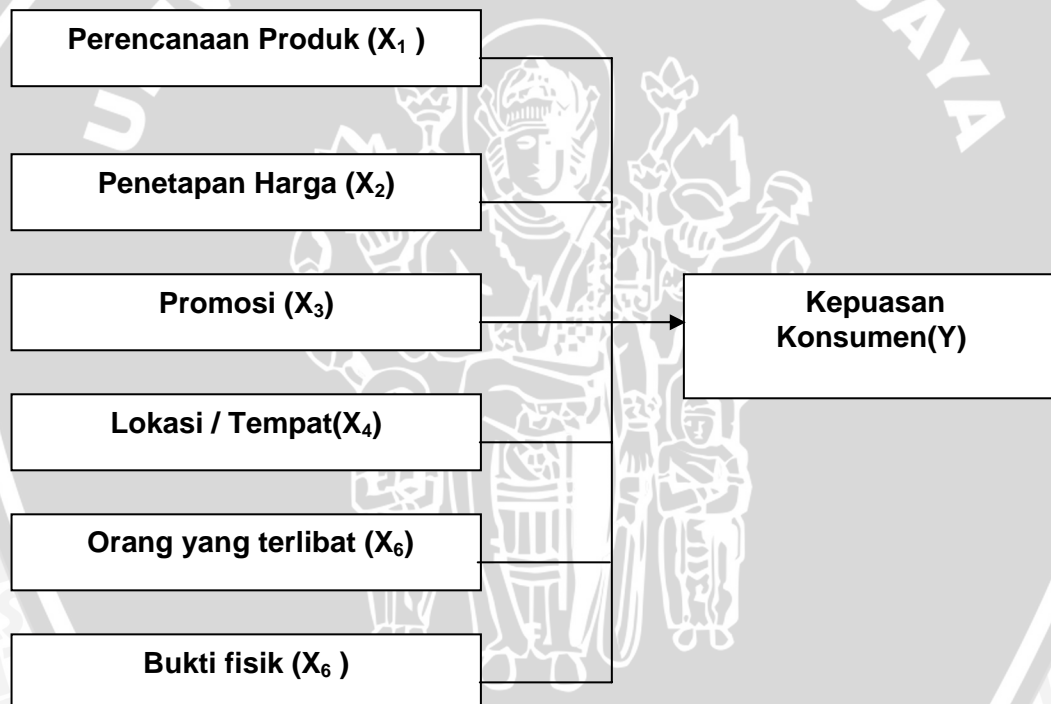 Perencanaan Produk (X₁ )
Penetapan Harga (X₂)
Promosi (X₃)
Kepuasan
Konsumen(Y)
Lokasi / Tempat(X₄)
Orang yang terlibat (X₆)
Bukti fisik (X₆ )